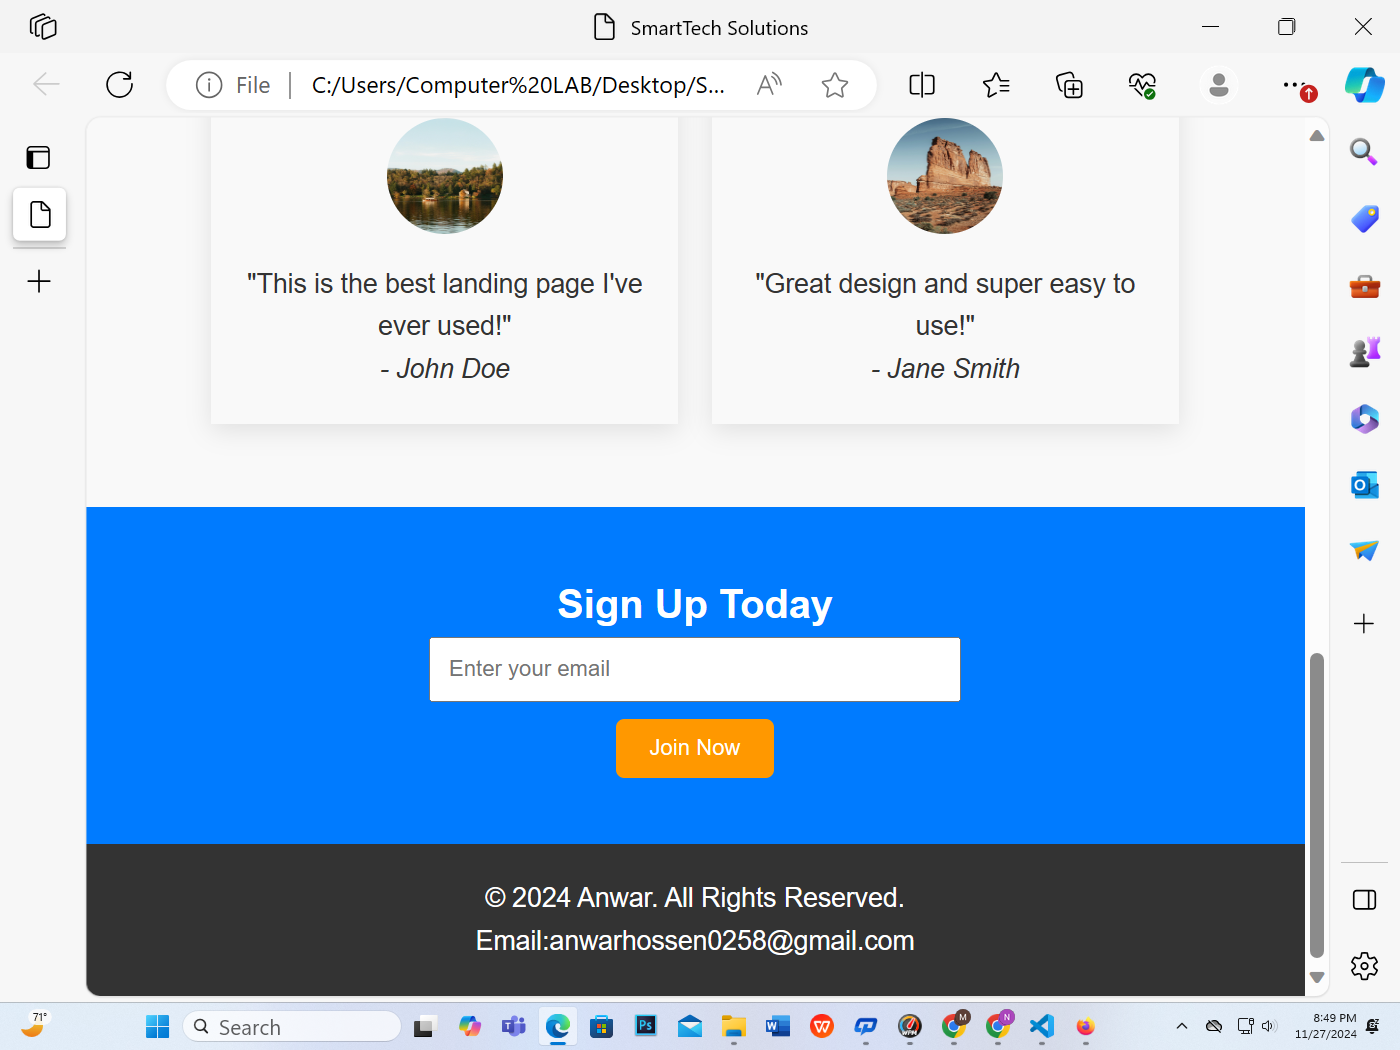 SmartTech Solutions
File
C:/Users/Computer%20LAB/Desktop/S...
"This is the best landing page I've
ever used!"
- John Doe
"Great design and super easy to
use!"
- Jane Smith
Sign Up Today
Enter your email
Join Now
© 2024 Anwar. All Rights Reserved.
Email:anwarhossen0258@gmail.com
71°
Search
8:49 PM
11/27/2024